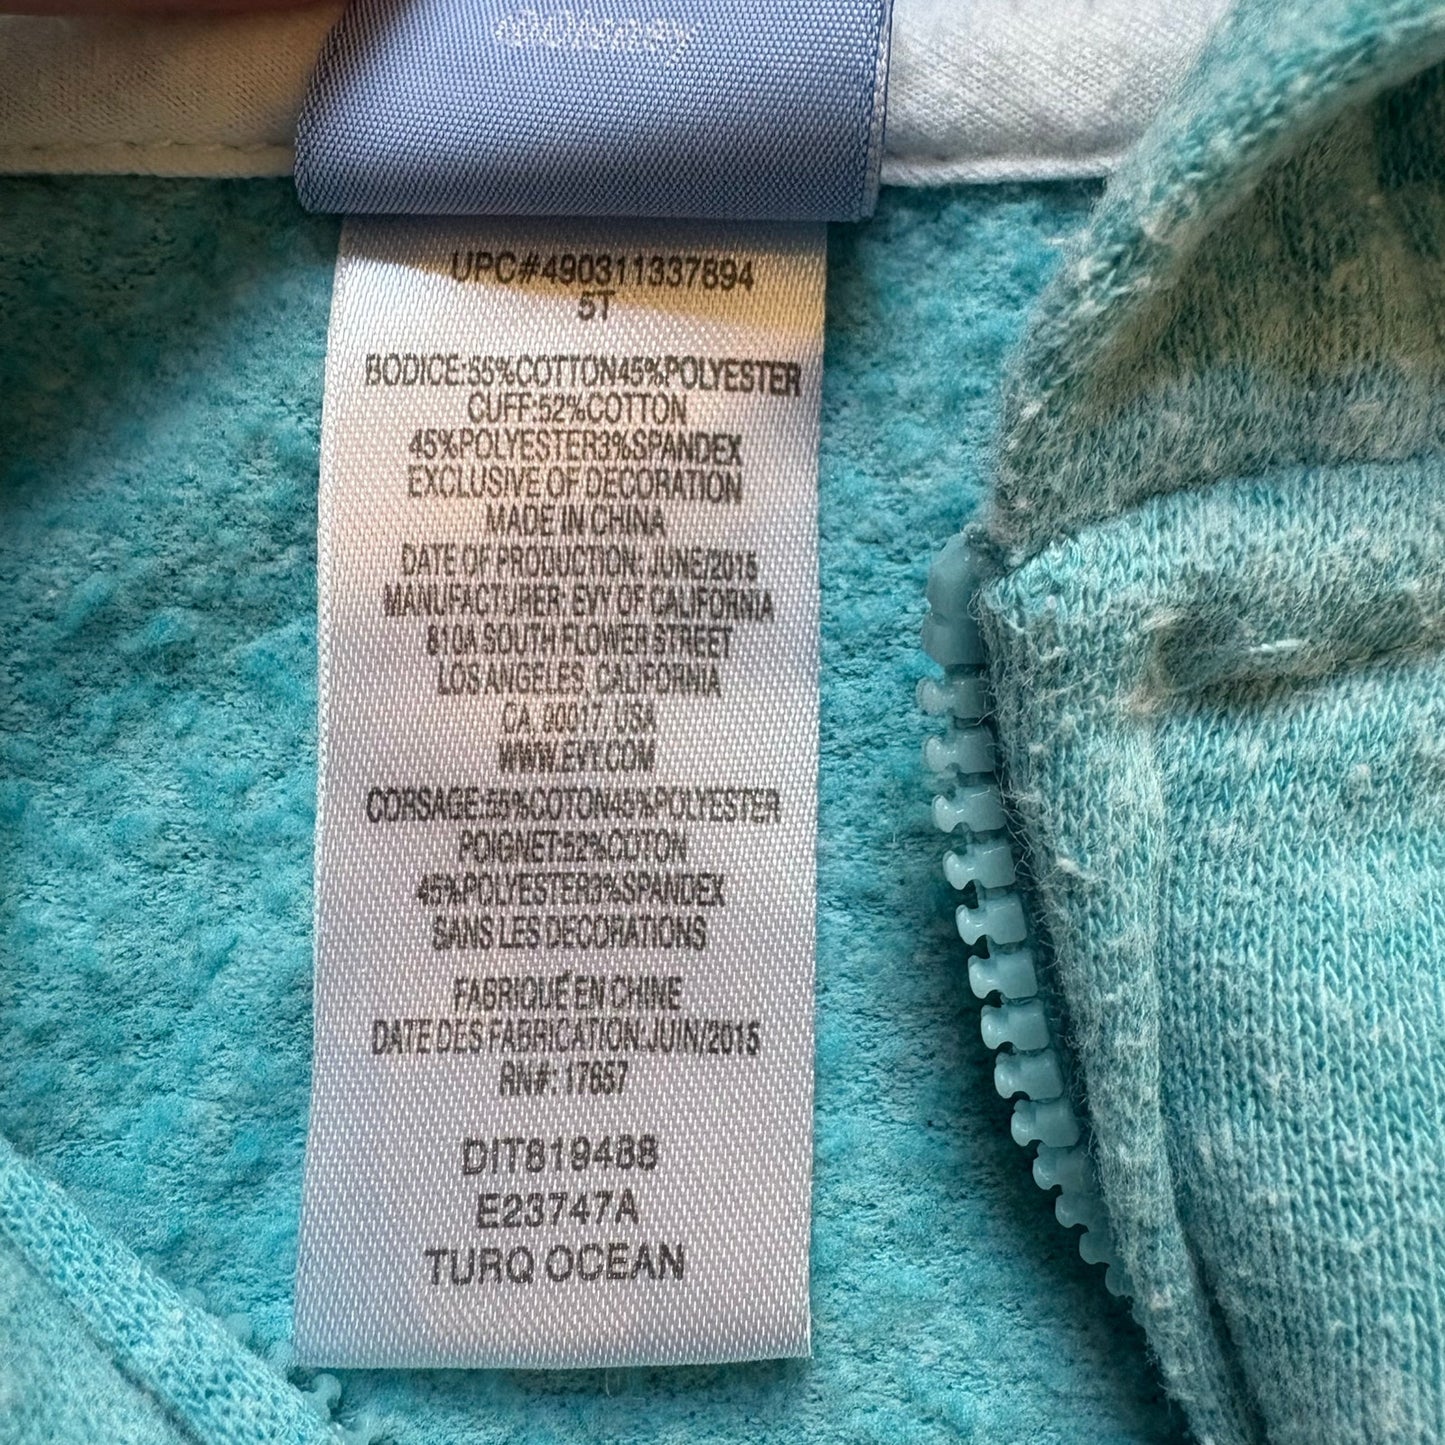 UPC#490311337894
5T
BODICE:55%COTTON45%POLYESTER
CUFF:52%COTTON
45%POLYESTER3%SPANDEX
EXCLUSIVE OF DECORATION
MADE IN CHINA
DATE OF PRODUCTION: JUNE/2015
MANUFACTURER: EVY OF CALIFORNIA
810A SOUTH FLOWER STREET
LOS ANGELES, CALIFORNIA
CA. 90017. USA
WWW.EVY.COM
CORSAGE:55%COTON45%POLYESTER
POIGNET:52%COTON
45%POLYESTER3%SPANDEX
SANS LES DECORATIONS
FABRIQUÉ EN CHINE
DATE DES FABRICATION:JUIN/2015
RN#: 17657
DIT819488
E23747A
TURQ OCEAN